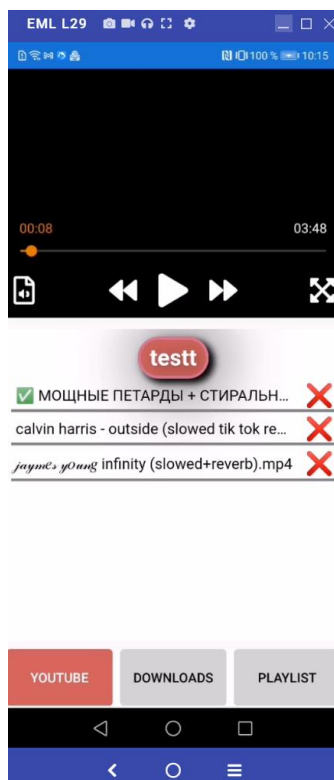 EML L29
100 % 10:15
00:08 03:48
testt
✅ МОЩНЫЕ ПЕТАРДЫ + СТИРАЛЬН...
calvin harris - outside (slowed tik tok re...
𝒿𝒶𝓎𝓂𝑒𝓈 𝓎𝑜𝓊𝓃𝑔 infinity (slowed+reverb).mp4
YOUTUBE DOWNLOADS PLAYLIST